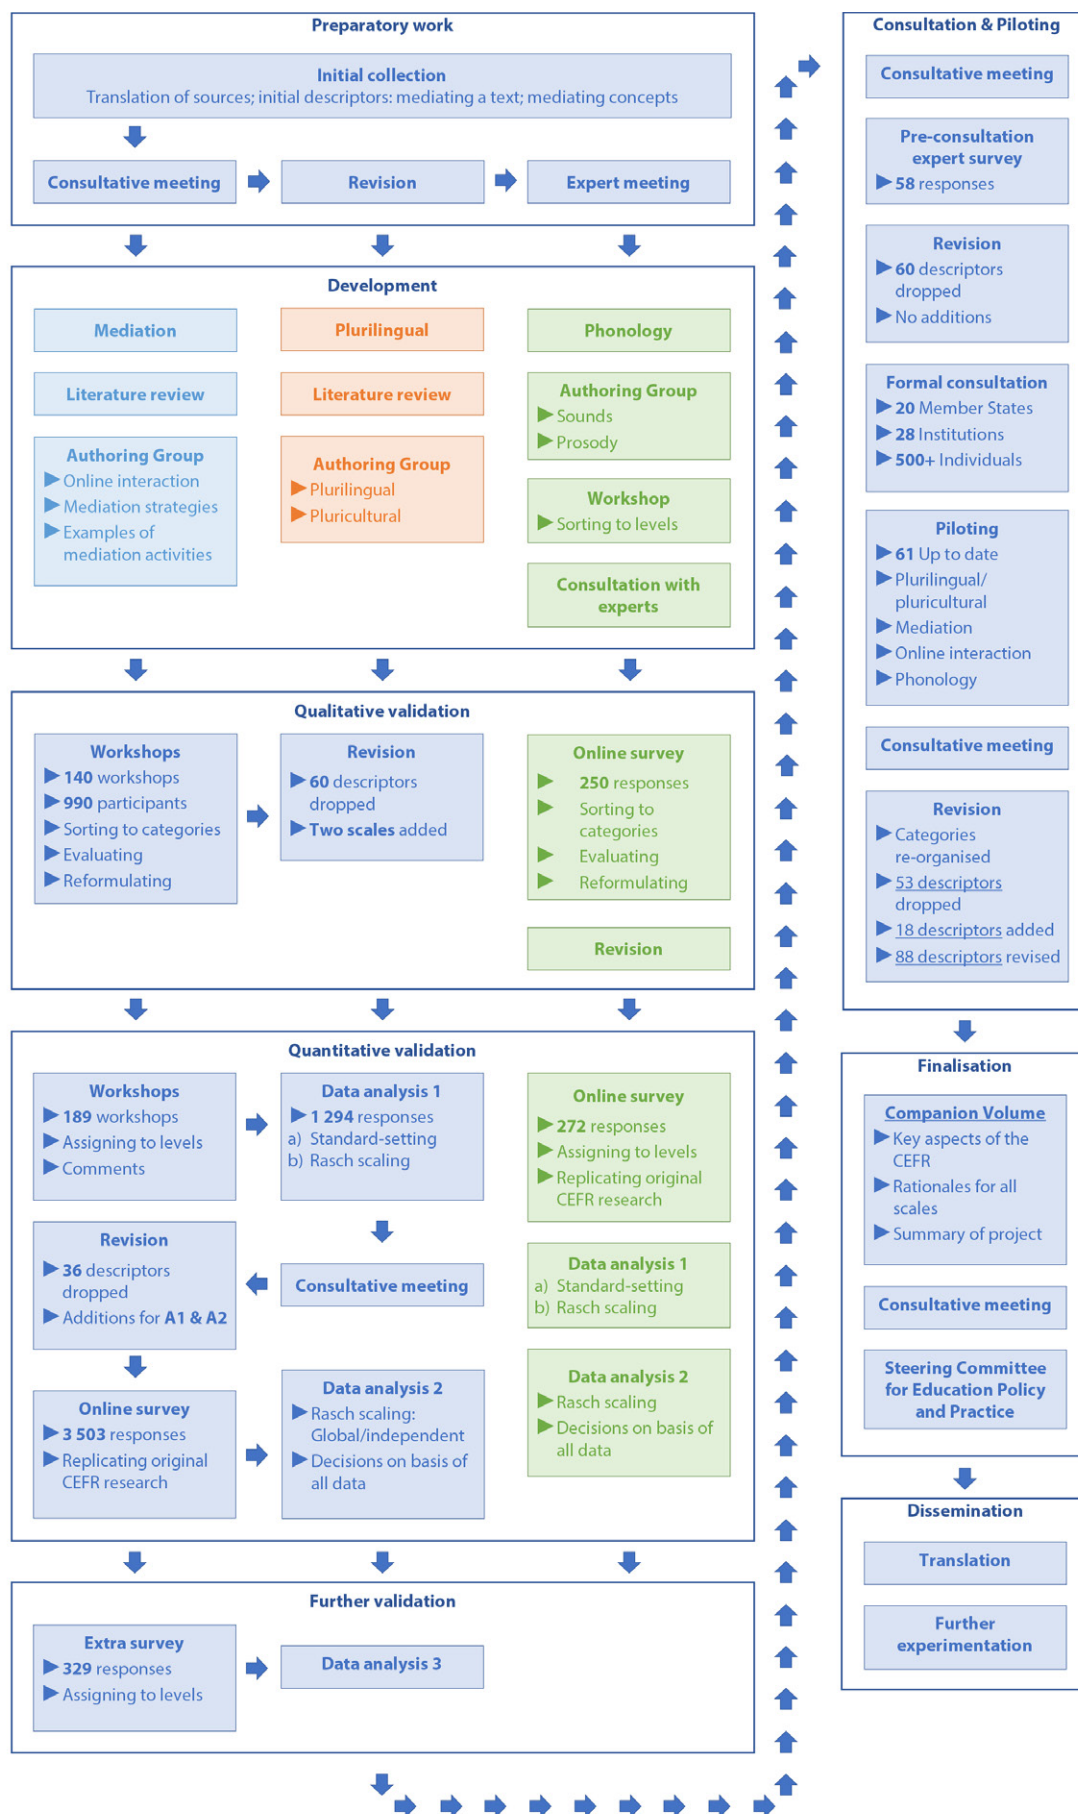 Preparatory work
Initial collection
Translation of sources; initial descriptors: mediating a text; mediating concepts
Consultative meeting
Revision
Expert meeting
Development
Mediation
Literature review
Authoring Group
Online interaction
Mediation strategies
Examples of
mediation activities
Plurilingual
Literature review
Authoring Group
Plurilingual
Pluricultural
Phonology
Authoring Group
Sounds
Prosody
Workshop
Sorting to levels
Consultation with
experts
Qualitative validation
Workshops
140 workshops
990 participants
Sorting to categories
Evaluating
Reformulating
Revision
60 descriptors
dropped
Two scales added
Online survey
250 responses
Sorting to
categories
Evaluating
Reformulating
Revision
Quantitative validation
Workshops
189 workshops
Assigning to levels
Comments
Data analysis 1
1 294 responses
a) Standard-setting
b) Rasch scaling
Consultative meeting
Revision
36 descriptors
dropped
Additions for A1 & A2
Online survey
3 503 responses
Replicating original
CEFR research
Data analysis 2
Rasch scaling:
Global/independent
Decisions on basis of
all data
Online survey
272 responses
Assigning to levels
Replicating original
CEFR research
Data analysis 1
a) Standard-setting
b) Rasch scaling
Data analysis 2
Rasch scaling
Decisions on basis of
all data
Further validation
Extra survey
329 responses
Assigning to levels
Data analysis 3
Consultation & Piloting
Consultative meeting
Pre-consultation
expert survey
58 responses
Revision
60 descriptors
dropped
No additions
Formal consultation
20 Member States
28 Institutions
500+ Individuals
Piloting
61 Up to date
Plurilingual/
pluricultural
Mediation
Online interaction
Phonology
Consultative meeting
Revision
Categories
re-organised
53 descriptors
dropped
18 descriptors added
88 descriptors revised
Finalisation
Companion Volume
Key aspects of the
CEFR
Rationales for all
scales
Summary of project
Consultative meeting
Steering Committee
for Education Policy
and Practice
Dissemination
Translation
Further
experimentation